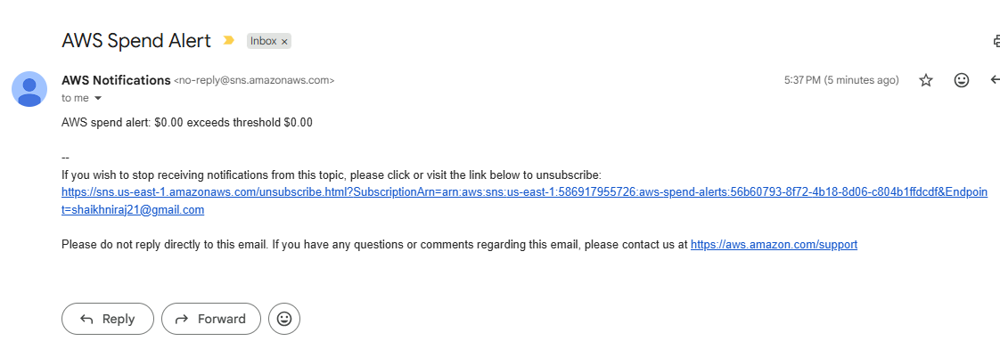 AWS Spend Alert Inbox ×
AWS Notifications <no-reply@sns.amazonaws.com> 5:37 PM (5 minutes ago)
to me
AWS spend alert: $0.00 exceeds threshold $0.00
--
If you wish to stop receiving notifications from this topic, please click or visit the link below to unsubscribe:
https://sns.us-east-1.amazonaws.com/unsubscribe.html?SubscriptionArn=arn:aws:sns:us-east-1:586917955726:aws-spend-alerts:56b60793-8f72-4b18-8d06-c804b1ffdcdf&Endpoin
t=shaikhniraj21@gmail.com
Please do not reply directly to this email. If you have any questions or comments regarding this email, please contact us at https://aws.amazon.com/support
Reply Forward